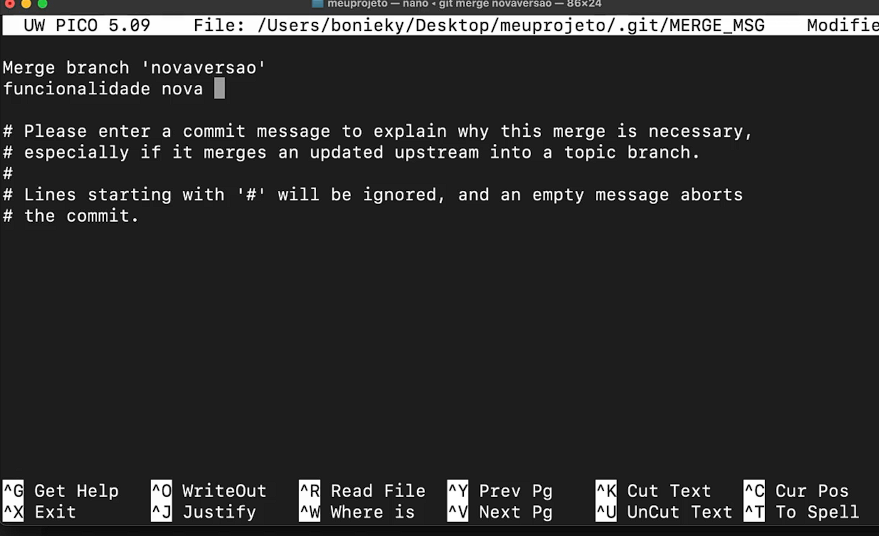 meuprojeto — nano ◂ git merge novaversao — 86×24
UW PICO 5.09 File: /Users/bonieky/Desktop/meuprojeto/.git/MERGE_MSG Modifie
Merge branch 'novaversao'
funcionalidade nova
# Please enter a commit message to explain why this merge is necessary,
# especially if it merges an updated upstream into a topic branch.
#
# Lines starting with '#' will be ignored, and an empty message aborts
# the commit.
^G Get Help ^O WriteOut ^R Read File ^Y Prev Pg ^K Cut Text ^C Cur Pos
^X Exit ^J Justify ^W Where is ^V Next Pg ^U UnCut Text ^T To Spell